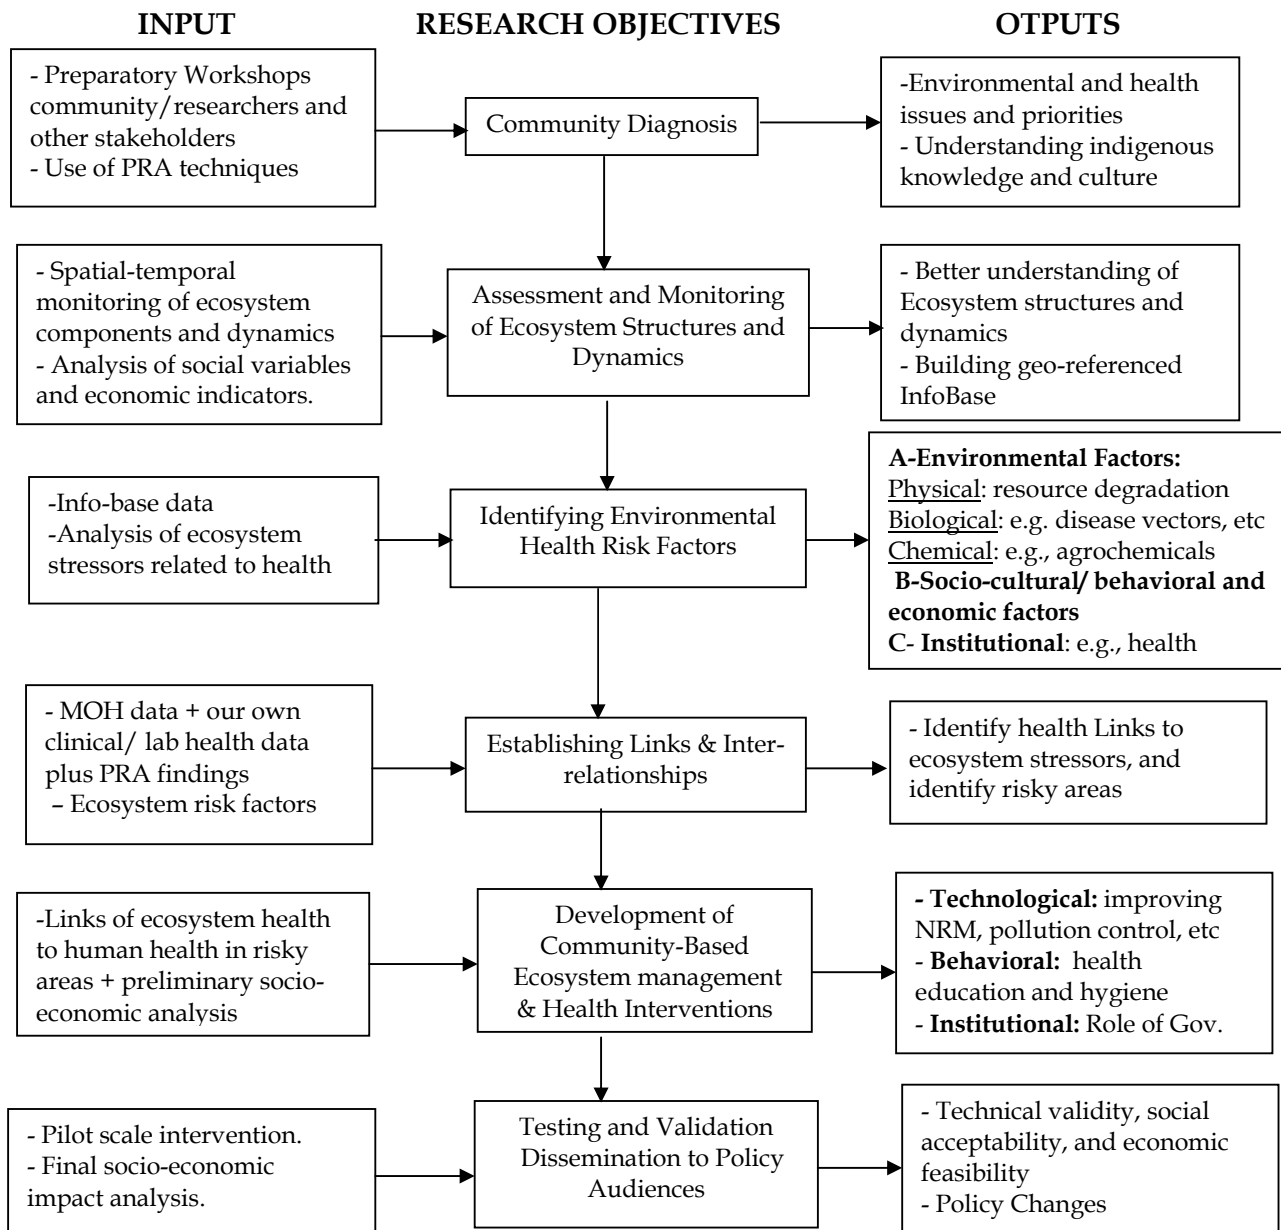 INPUT
RESEARCH OBJECTIVES
OTPUTS
- Preparatory Workshops
community/researchers and
other stakeholders
- Use of PRA techniques
Community Diagnosis
-Environmental and health
issues and priorities
- Understanding indigenous
knowledge and culture
- Spatial-temporal
monitoring of ecosystem
components and dynamics
- Analysis of social variables
and economic indicators.
Assessment and Monitoring
of Ecosystem Structures and
Dynamics
- Better understanding of
Ecosystem structures and
dynamics
- Building geo-referenced
InfoBase
-Info-base data
-Analysis of ecosystem
stressors related to health
Identifying Environmental
Health Risk Factors
A-Environmental Factors:
Physical: resource degradation
Biological: e.g. disease vectors, etc
Chemical: e.g., agrochemicals
B-Socio-cultural/ behavioral and
economic factors
C- Institutional: e.g., health
- MOH data + our own
clinical/ lab health data
plus PRA findings
– Ecosystem risk factors
Establishing Links & Inter-
relationships
- Identify health Links to
ecosystem stressors, and
identify risky areas
-Links of ecosystem health
to human health in risky
areas + preliminary socio-
economic analysis
Development of
Community-Based
Ecosystem management
& Health Interventions
- Technological: improving
NRM, pollution control, etc
- Behavioral: health
education and hygiene
- Institutional: Role of Gov.
- Pilot scale intervention.
- Final socio-economic
impact analysis.
Testing and Validation
Dissemination to Policy
Audiences
- Technical validity, social
acceptability, and economic
feasibility
- Policy Changes